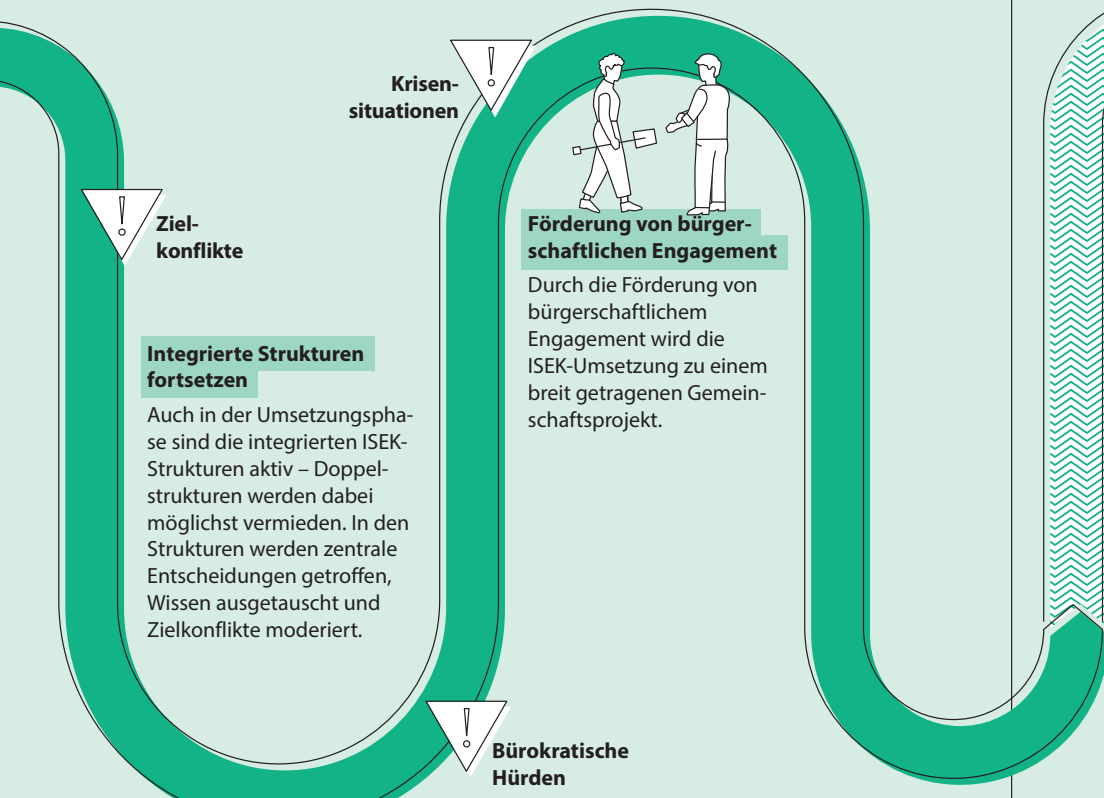 Krisen-
situationen
Ziel-
konflikte
Integrierte Strukturen
fortsetzen
Auch in der Umsetzungspha-
se sind die integrierten ISEK-
Strukturen aktiv – Doppel-
strukturen werden dabei
möglichst vermieden. In den
Strukturen werden zentrale
Entscheidungen getroffen,
Wissen ausgetauscht und
Zielkonflikte moderiert.
Förderung von bürger-
schaftlichen Engagement
Durch die Förderung von
bürgerschaftlichem
Engagement wird die
ISEK-Umsetzung zu einem
breit getragenen Gemein-
schaftsprojekt.
Bürokratische
Hürden